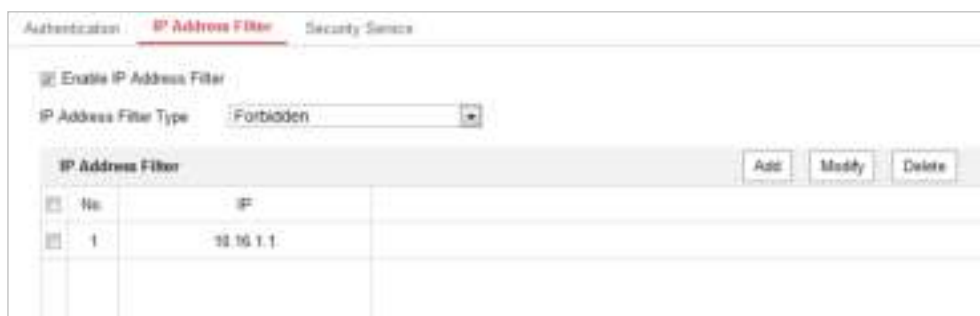 Authentication IP Address Filter Security Service
Enable IP Address Filter
IP Address Filter Type Forbidden
IP Address Filter Add Modify Delete
No. IP
1 10.16.1.1